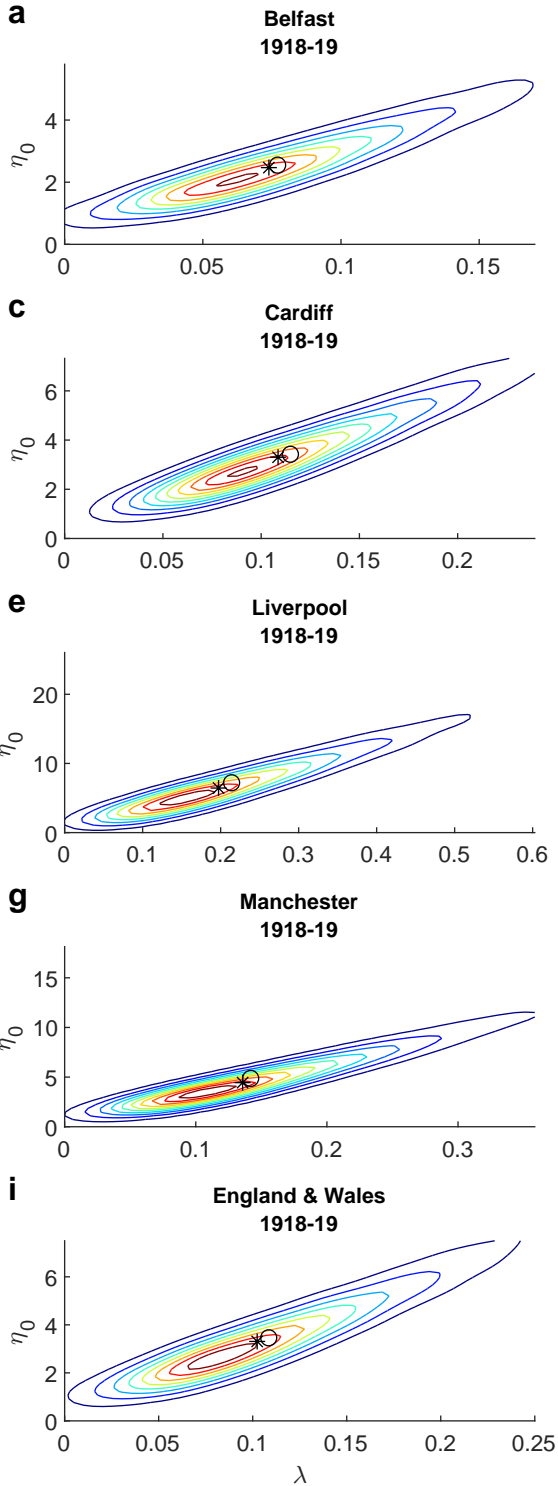 a
Belfast
1918-19
η0
4
2
0
0 0.05 0.1 0.15
c
Cardiff
1918-19
η0
6
4
2
0
0 0.05 0.1 0.15 0.2
e
Liverpool
1918-19
η0
20
10
0
0 0.1 0.2 0.3 0.4 0.5 0.6
g
Manchester
1918-19
η0
15
10
5
0
0 0.1 0.2 0.3
i
England & Wales
1918-19
η0
6
4
2
0
0 0.05 0.1 0.15 0.2 0.25
λ